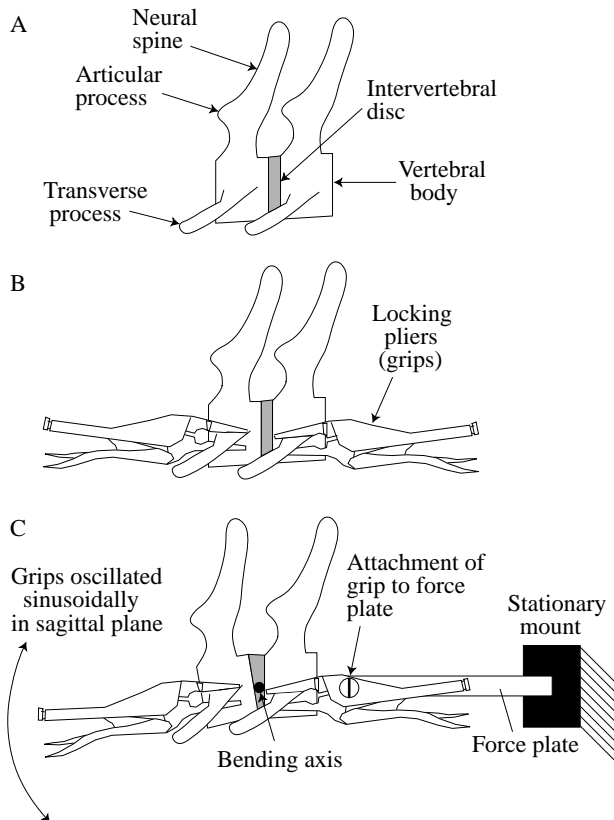 A
Neural
spine
Articular
process
Intervertebral
disc
Transverse
process
Vertebral
body
B
Locking
pliers
(grips)
C
Grips oscillated
sinusoidally
in sagittal plane
Attachment of
grip to force
plate
Stationary
mount
Bending axis
Force plate